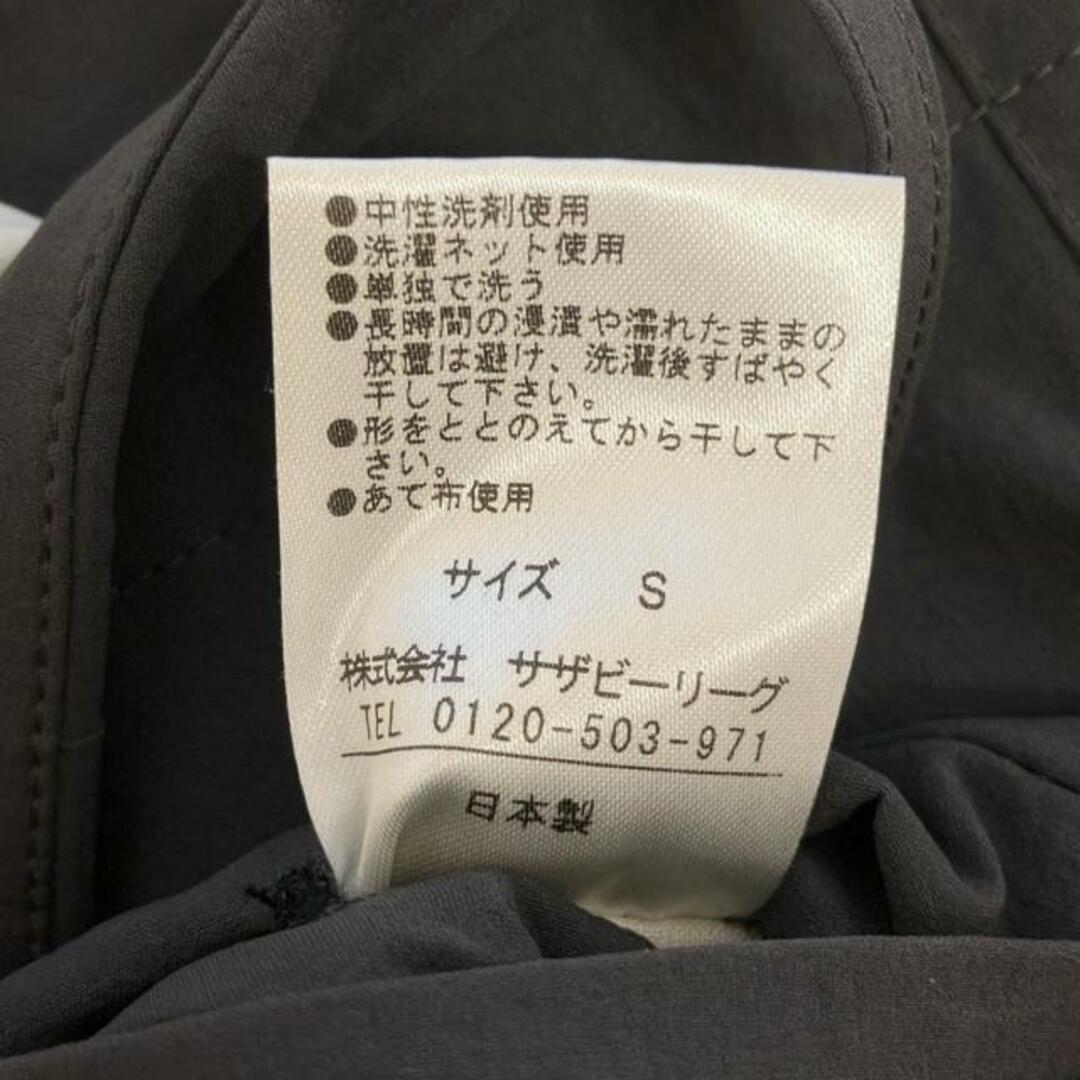 ●中性洗剤使用
●洗濯ネット使用
●単独で洗う
●長時間の浸漬や濡れたままの
放置は避け、洗濯後すばやく
干して下さい。
●形をととのえてから干して下
さい。
●あて布使用
サイズ S
株式会社 サザビーリーグ
TEL 0120-503-971
日本製